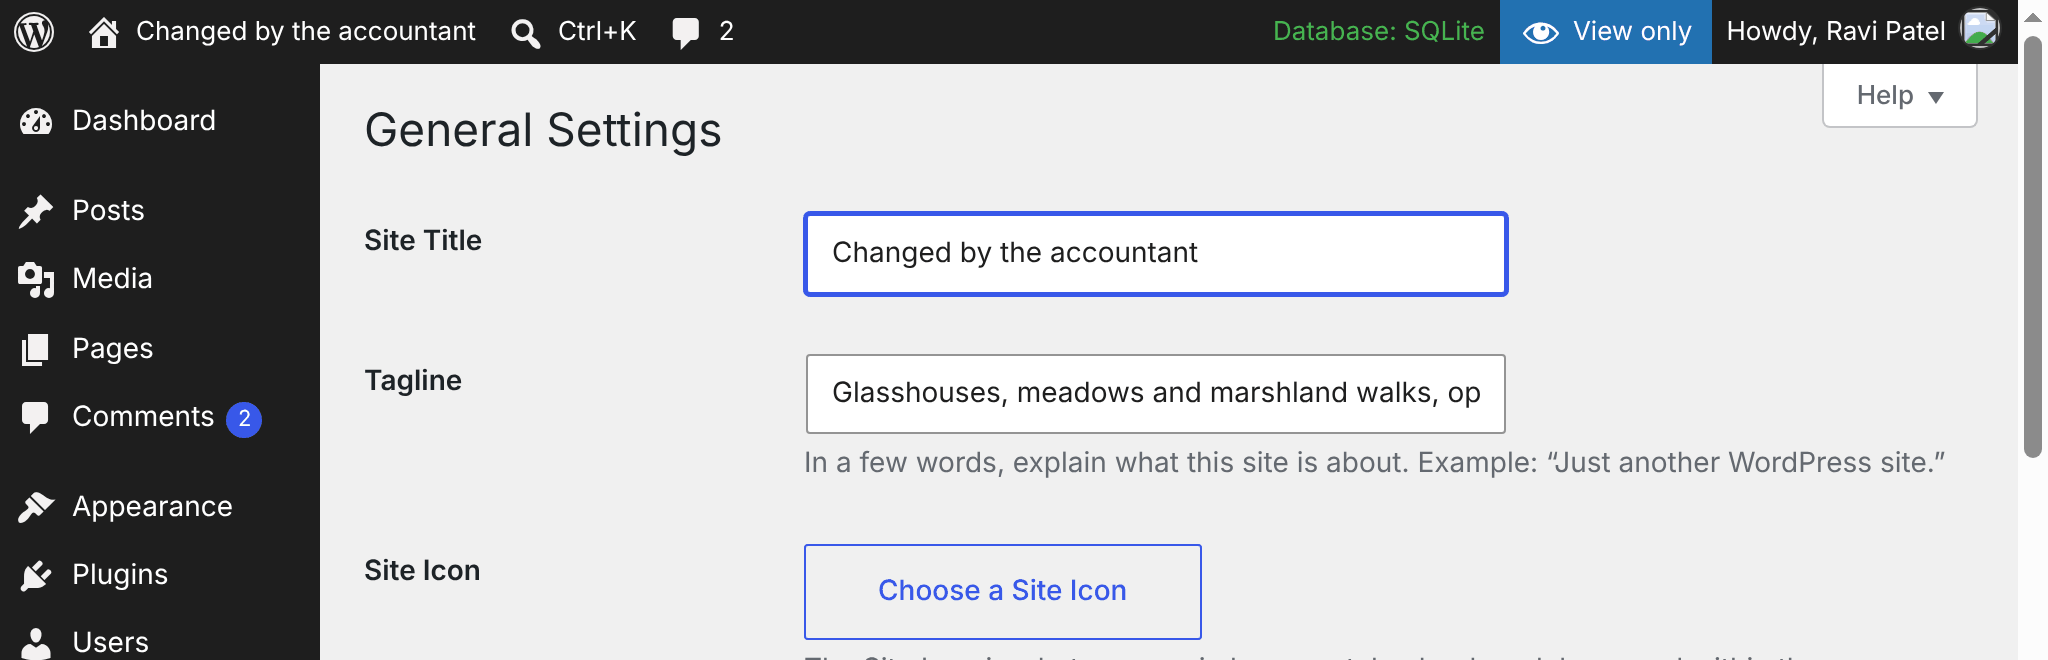 Changed by the accountant Ctrl+K 2 Database: SQLite View only Howdy, Ravi Patel
Help
Dashboard
Posts
Media
Pages
Comments 2
Appearance
Plugins
Users
General Settings
Site Title
Changed by the accountant
Tagline
Glasshouses, meadows and marshland walks, op
In a few words, explain what this site is about. Example: “Just another WordPress site.”
Site Icon
Choose a Site Icon